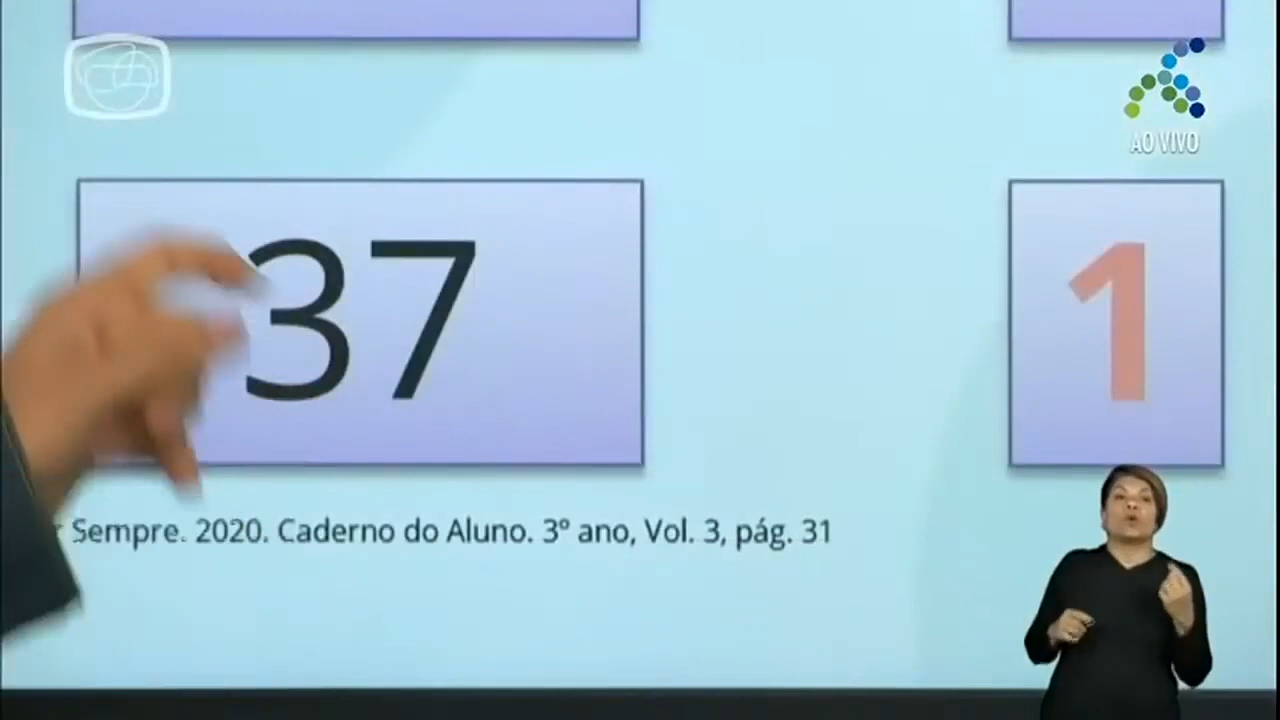 AO VIVO
37
1
Sempre. 2020. Caderno do Aluno. 3º ano, Vol. 3, pág. 31